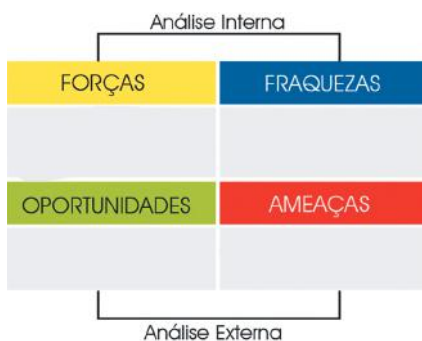 Análise Interna
FORÇAS FRAQUEZAS
OPORTUNIDADES AMEAÇAS
Análise Externa